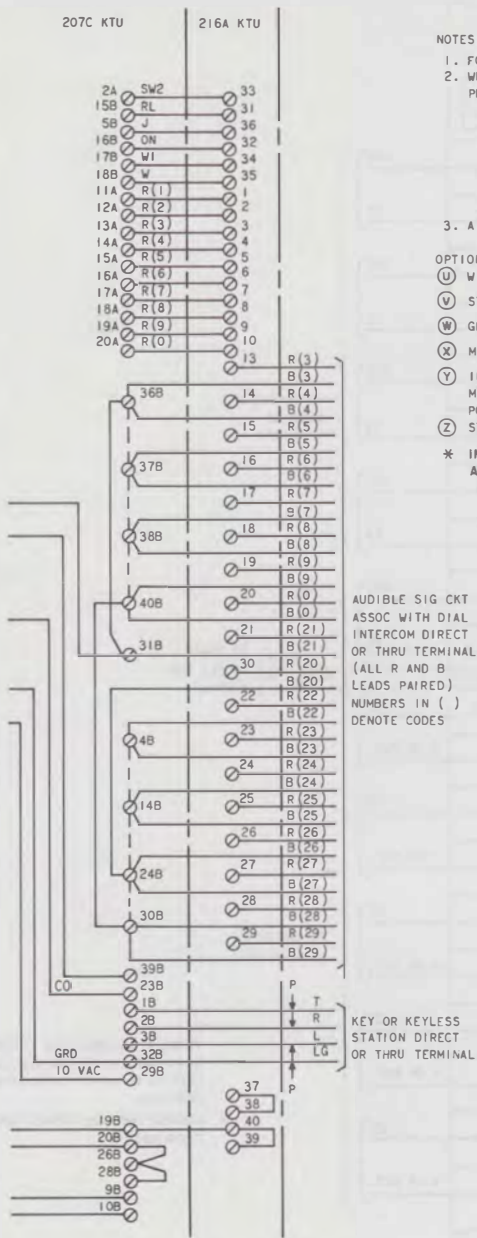 207C KTU 216A KTU
NOTES
1. FO
2. W
P
2A SW2 33
15B RL 31
5B J 36
16B ON 32
17B W1 34
18B W 35
11A R(1) 1
12A R(2) 2
13A R(3) 3
14A R(4) 4
15A R(5) 5
16A R(6) 6
17A R(7) 7
18A R(8) 8
19A R(9) 9
20A R(0) 10
3. A
OPTION
U W
V S
W G
X M
Y I
M
P
Z S
* I
A
13 R(3)
B(3)
36B 14 R(4)
B(4)
15 R(5)
B(5)
37B 16 R(6)
B(6)
17 R(7)
B(7)
38B 18 R(8)
B(8)
19 R(9)
B(9)
40B 20 R(0)
B(0)
21 R(21)
31B B(21)
30 R(20)
B(20)
22 R(22)
B(22)
4B 23 R(23)
B(23)
24 R(24)
B(24)
14B 25 R(25)
B(25)
26 R(26)
B(26)
24B 27 R(27)
B(27)
28 R(28)
30B B(28)
29 R(29)
B(29)
AUDIBLE SIG CKT
ASSOC WITH DIAL
INTERCOM DIRECT
OR THRU TERMINAL
(ALL R AND B
LEADS PAIRED)
NUMBERS IN ( )
DENOTE CODES
39B
CO 23B P
1B T
2B R
3B L
GRD 32B LG
10 VAC 29B P
KEY OR KEYLESS
STATION DIRECT
OR THRU TERMINAL
37
38
19B 40
20B 39
26B
28B
9B
10B